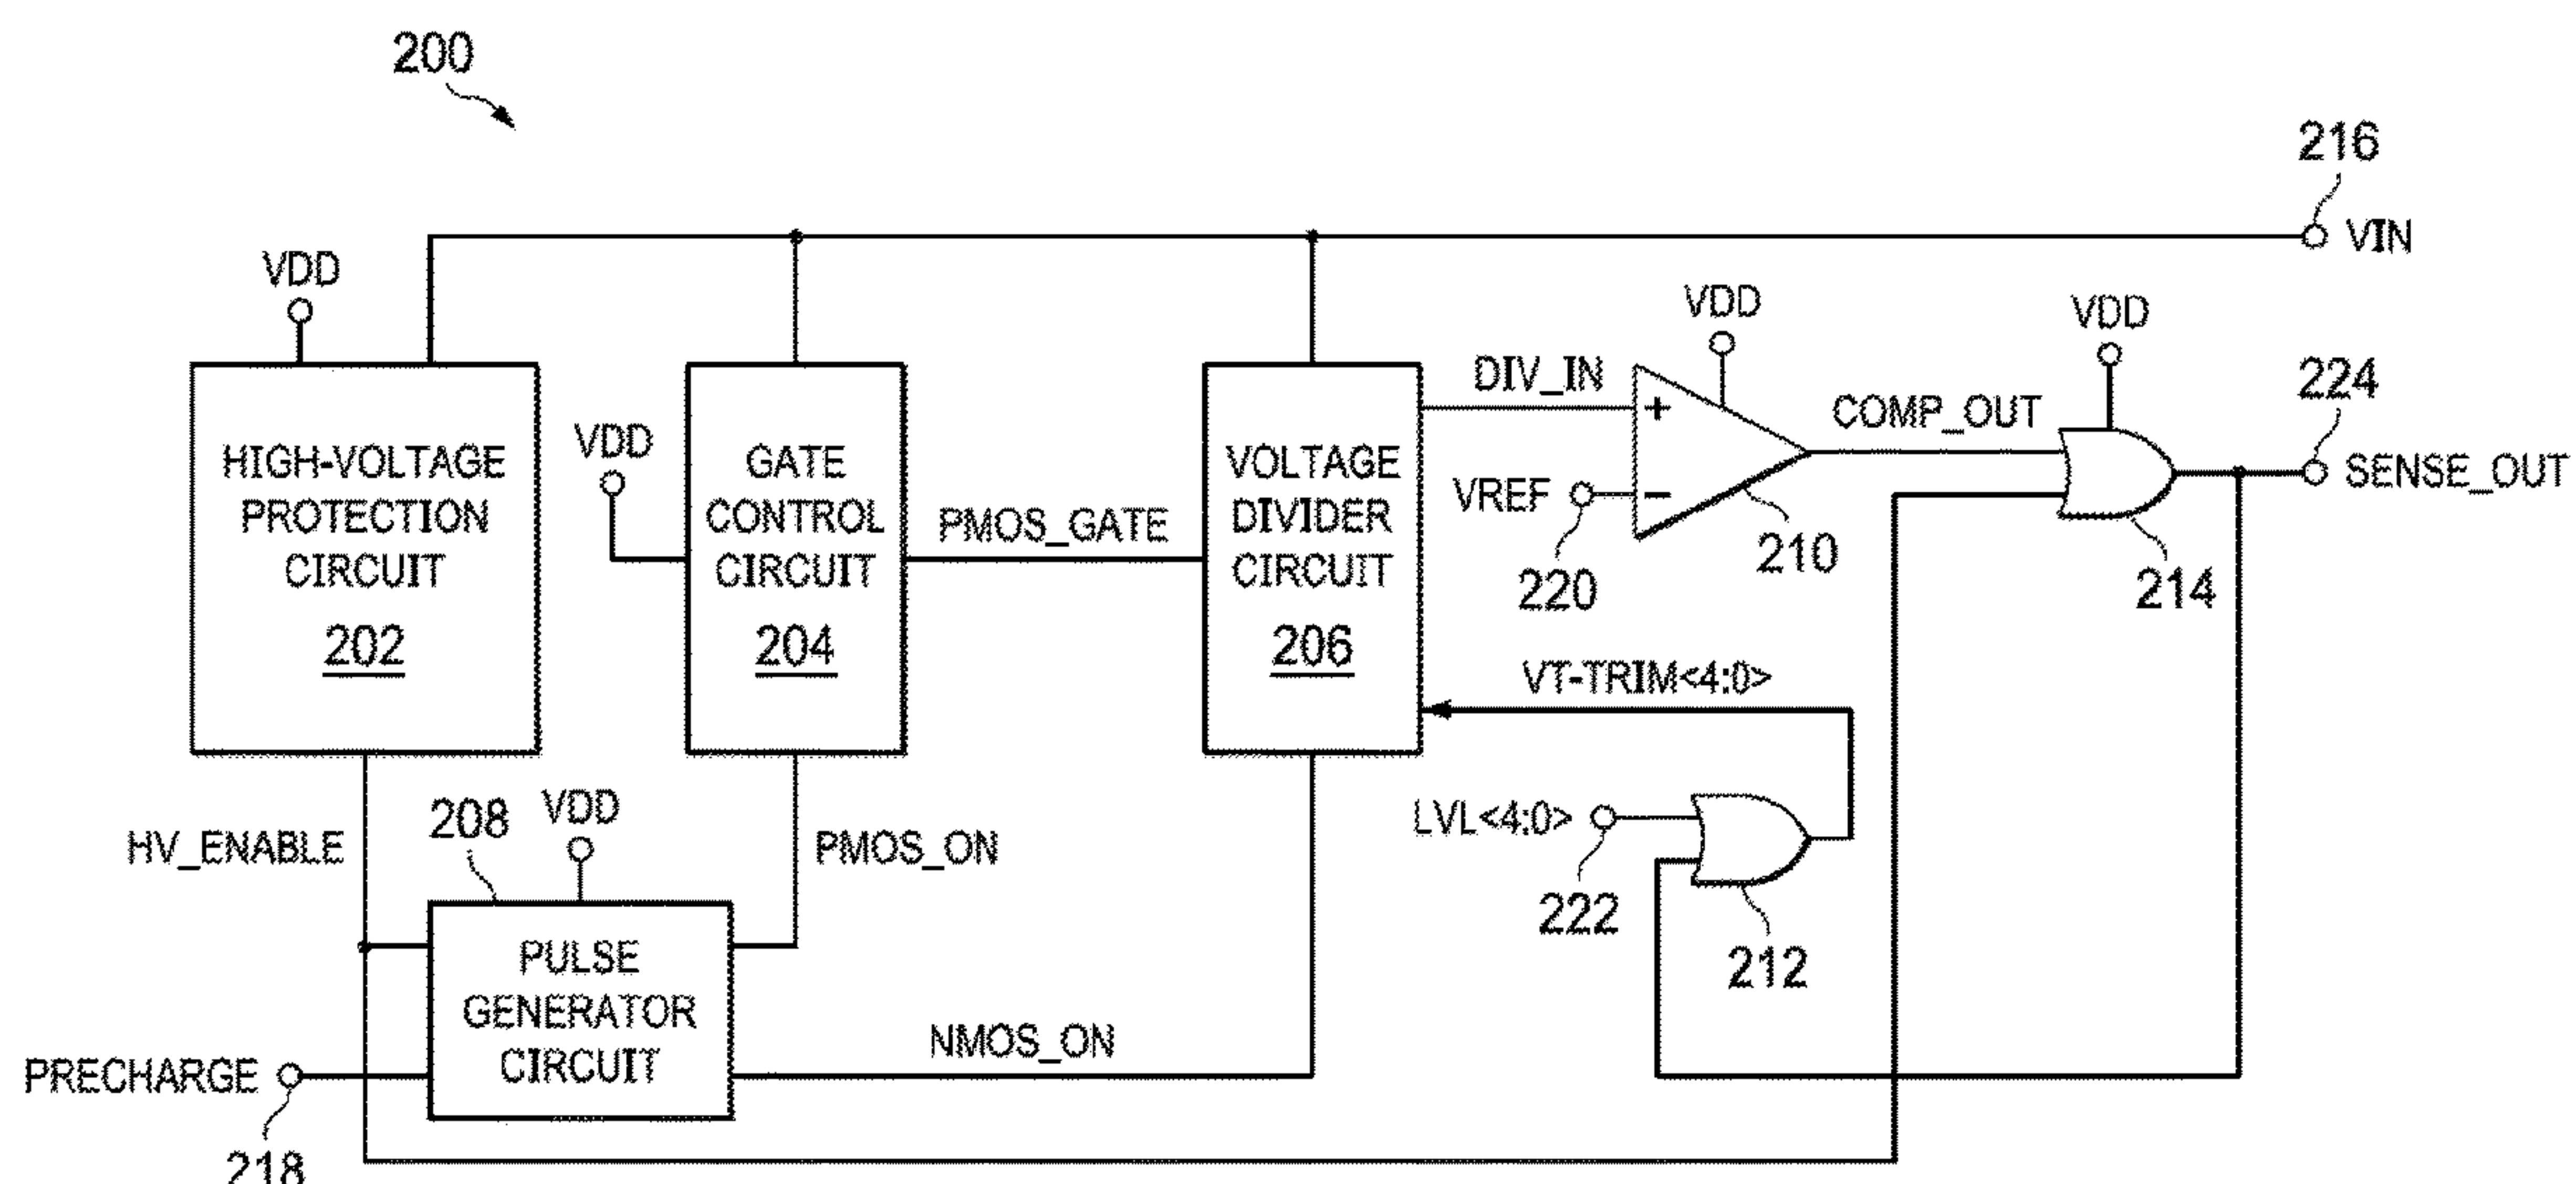 200
216
VIN
VDD
VDD
VDD
224
DIV_IN
COMP_OUT
SENSE_OUT
HIGH-VOLTAGE
PROTECTION
CIRCUIT
202
VDD
GATE
CONTROL
CIRCUIT
204
PMOS_GATE
VOLTAGE
DIVIDER
CIRCUIT
206
+
−
VREF
220
210
214
VT-TRIM<4:0>
HV_ENABLE
208
VDD
PMOS_ON
LVL<4:0>
222
212
PULSE
GENERATOR
CIRCUIT
NMOS_ON
PRECHARGE
218